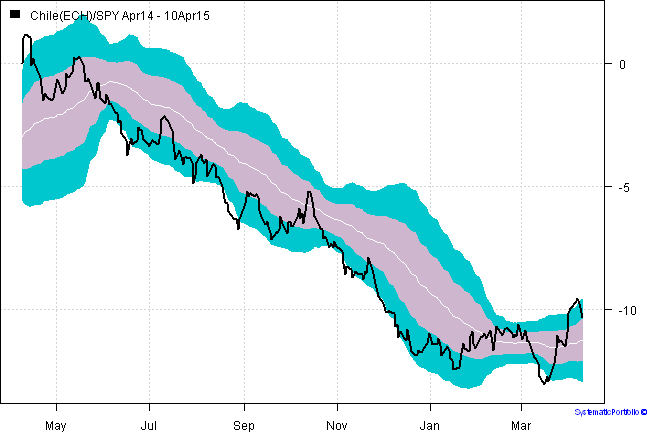 Chile(ECH)/SPY Apr14 - 10Apr15
0
-5
-10
May Jul Sep Nov Jan Mar
SystematicPortfolio ©